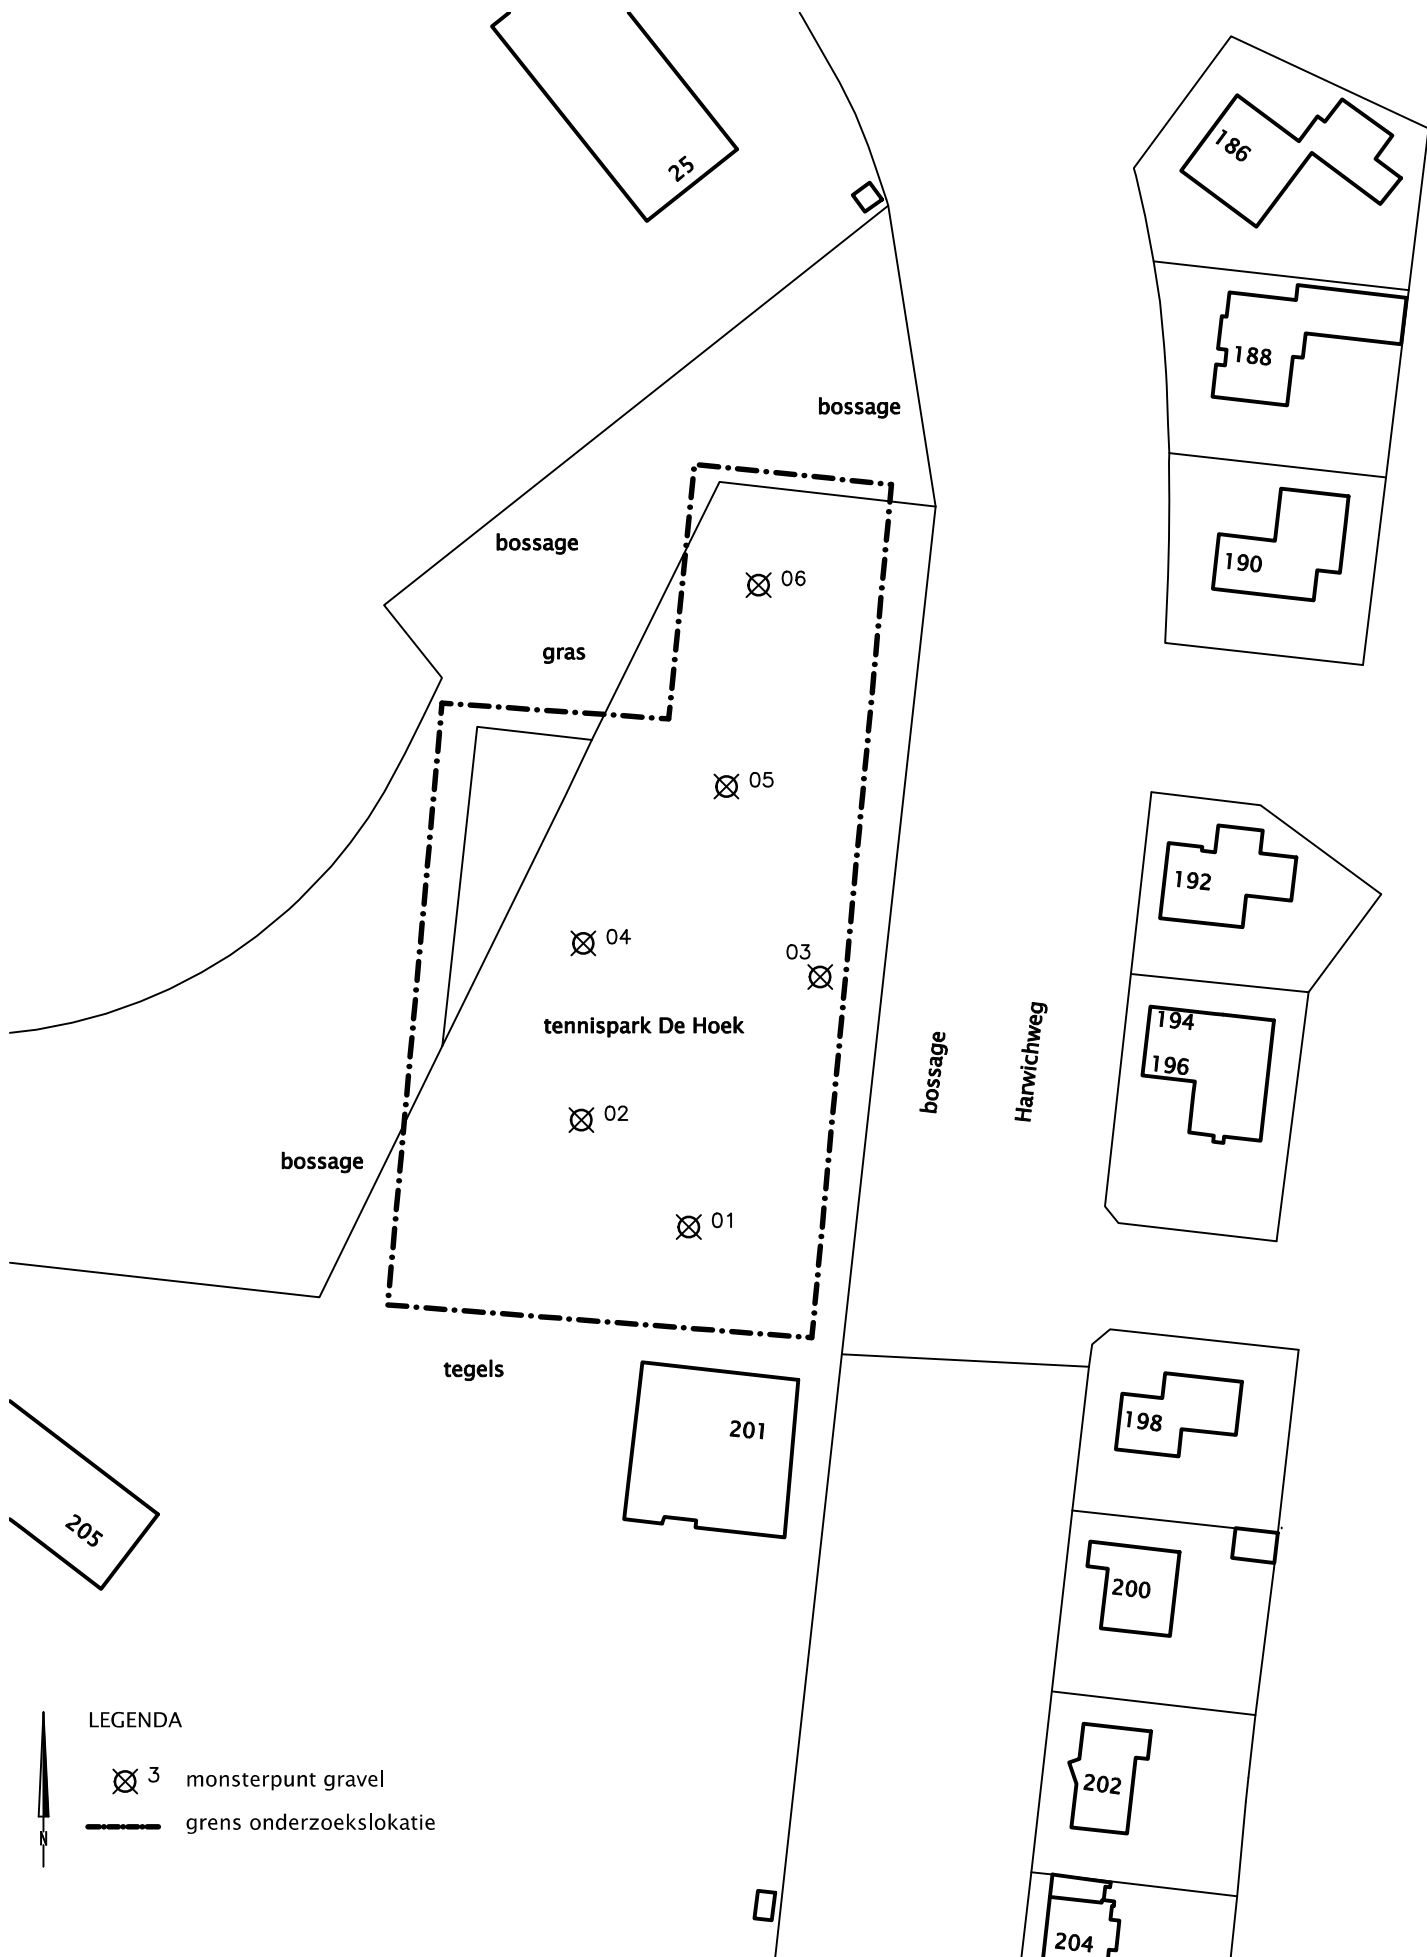 25
186
188
bossage
bossage
190
06
gras
05
192
04
03
194
tennispark De Hoek
196
bossage
Harwichweg
02
bossage
01
tegels
198
201
205
200
LEGENDA
3 monsterpunt gravel
202
grens onderzoekslokatie
N
204